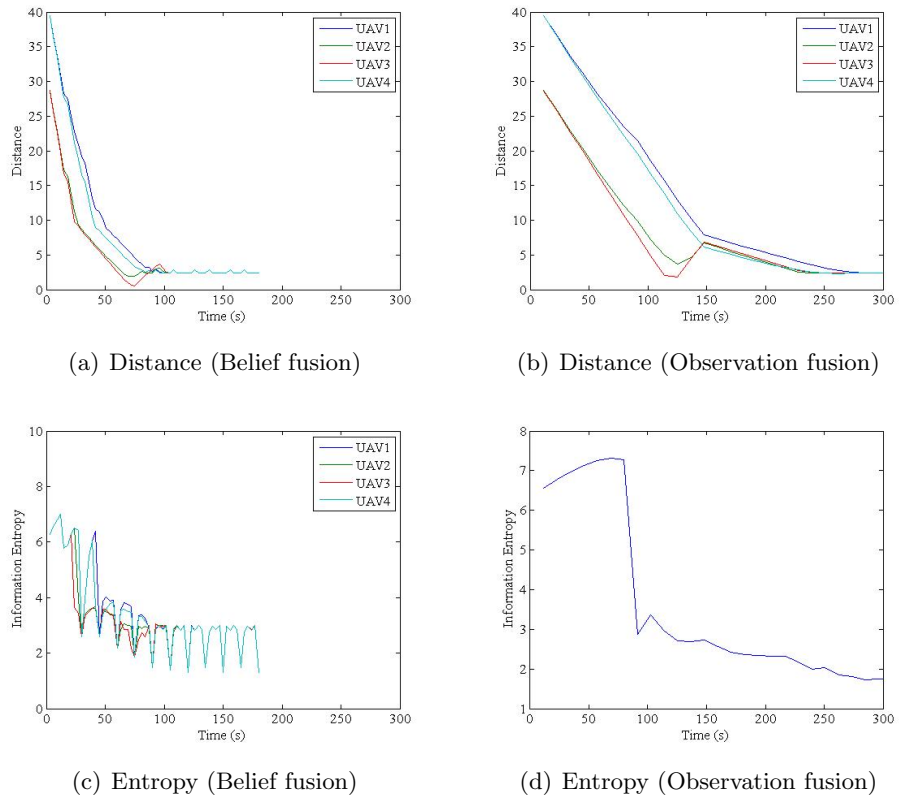 40
35
30
25
20
15
10
5
0
Distance
0 50 100 150 200 250 300
Time (s)
UAV1
UAV2
UAV3
UAV4
(a) Distance (Belief fusion)
40
35
30
25
20
15
10
5
0
Distance
0 50 100 150 200 250 300
Time (s)
UAV1
UAV2
UAV3
UAV4
(b) Distance (Observation fusion)
10
8
6
4
2
0
Information Entropy
0 50 100 150 200 250 300
Time (s)
UAV1
UAV2
UAV3
UAV4
(c) Entropy (Belief fusion)
8
7
6
5
4
3
2
1
Information Entropy
0 50 100 150 200 250 300
Time (s)
(d) Entropy (Observation fusion)